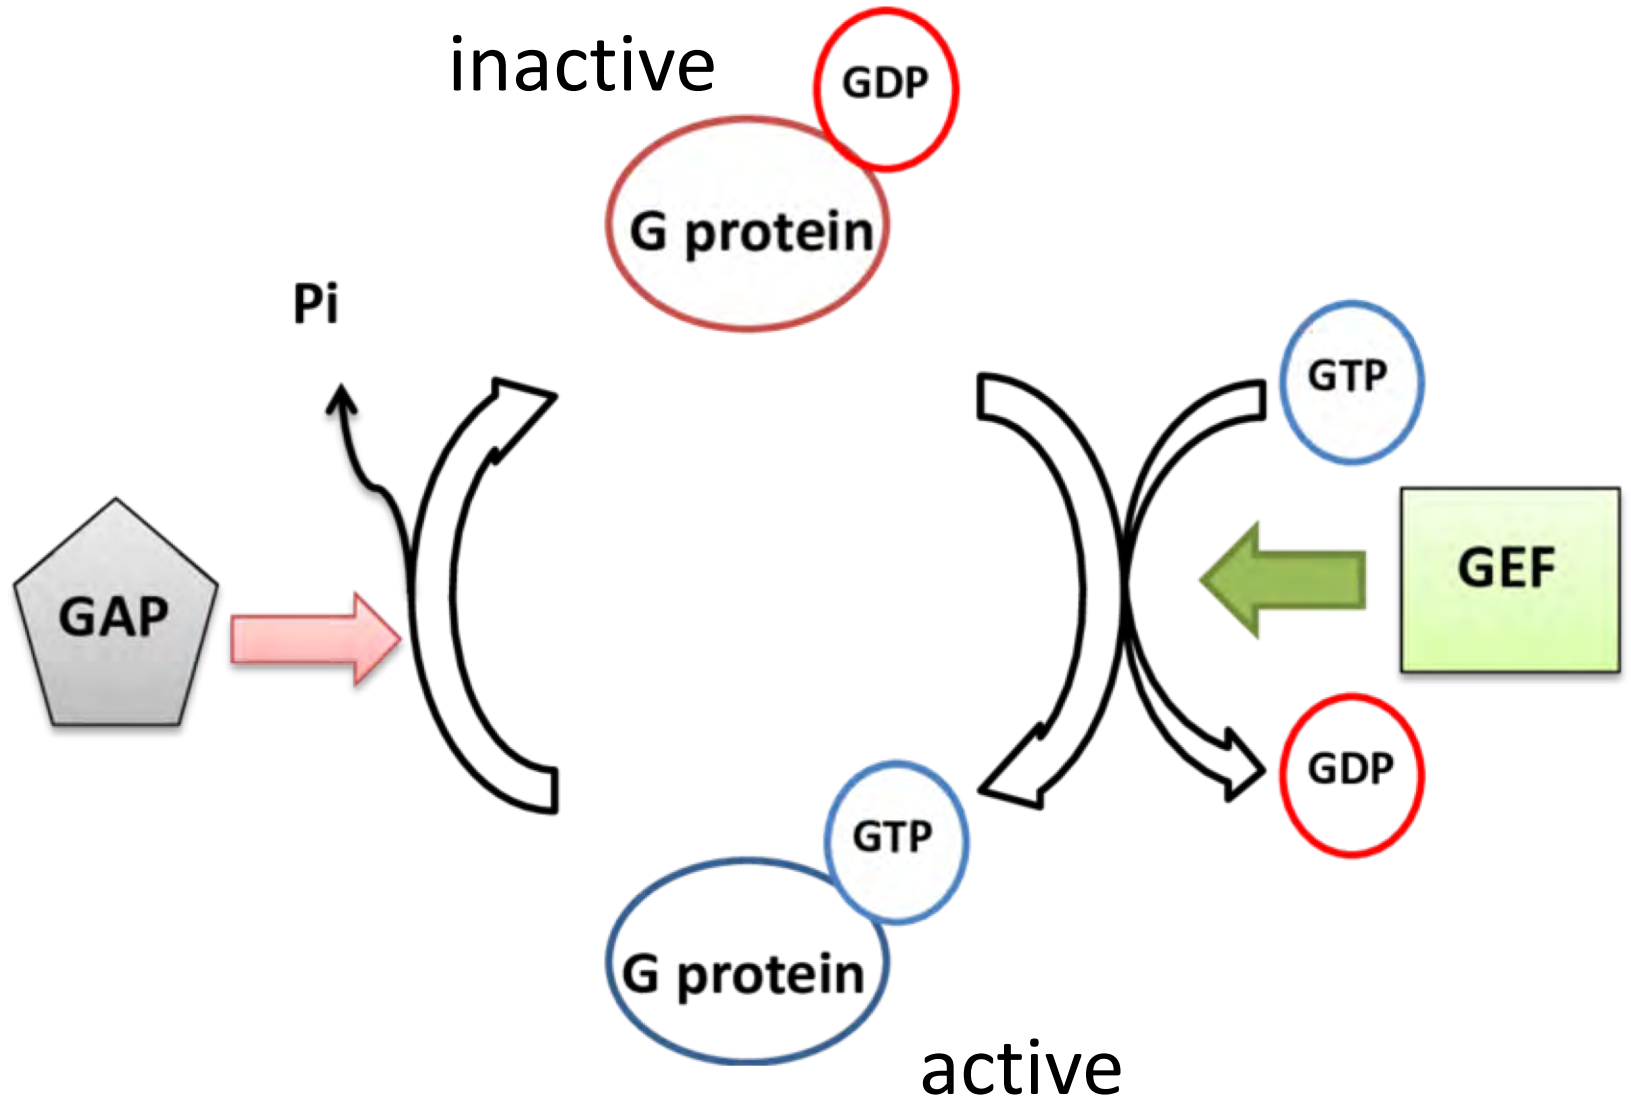 inactive
GDP
G protein
Pi
GTP
GAP
GEF
GDP
GTP
G protein
active